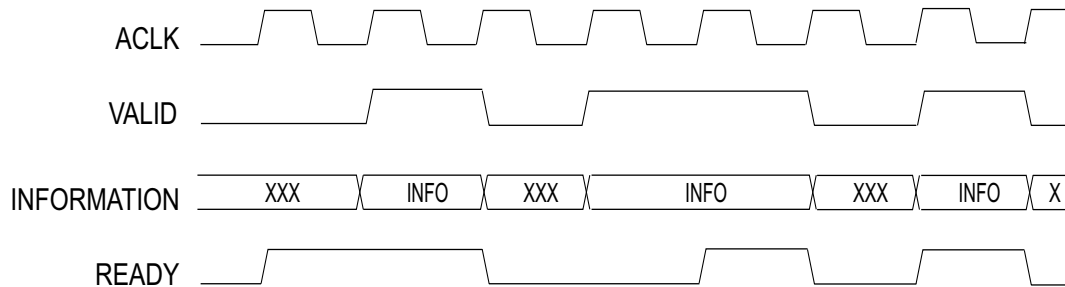 ACLK
VALID
INFORMATION XXX INFO XXX INFO XXX INFO X
READY